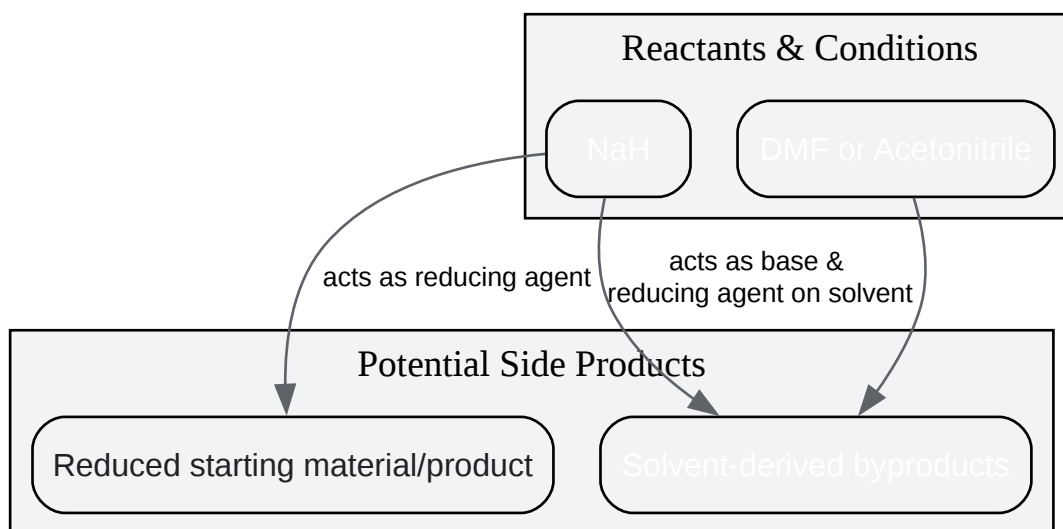 Reactants & Conditions
NaH
DMF or Acetonitrile
acts as reducing agent
acts as base &
reducing agent on solvent
Potential Side Products
Reduced starting material/product
Solvent-derived byproducts